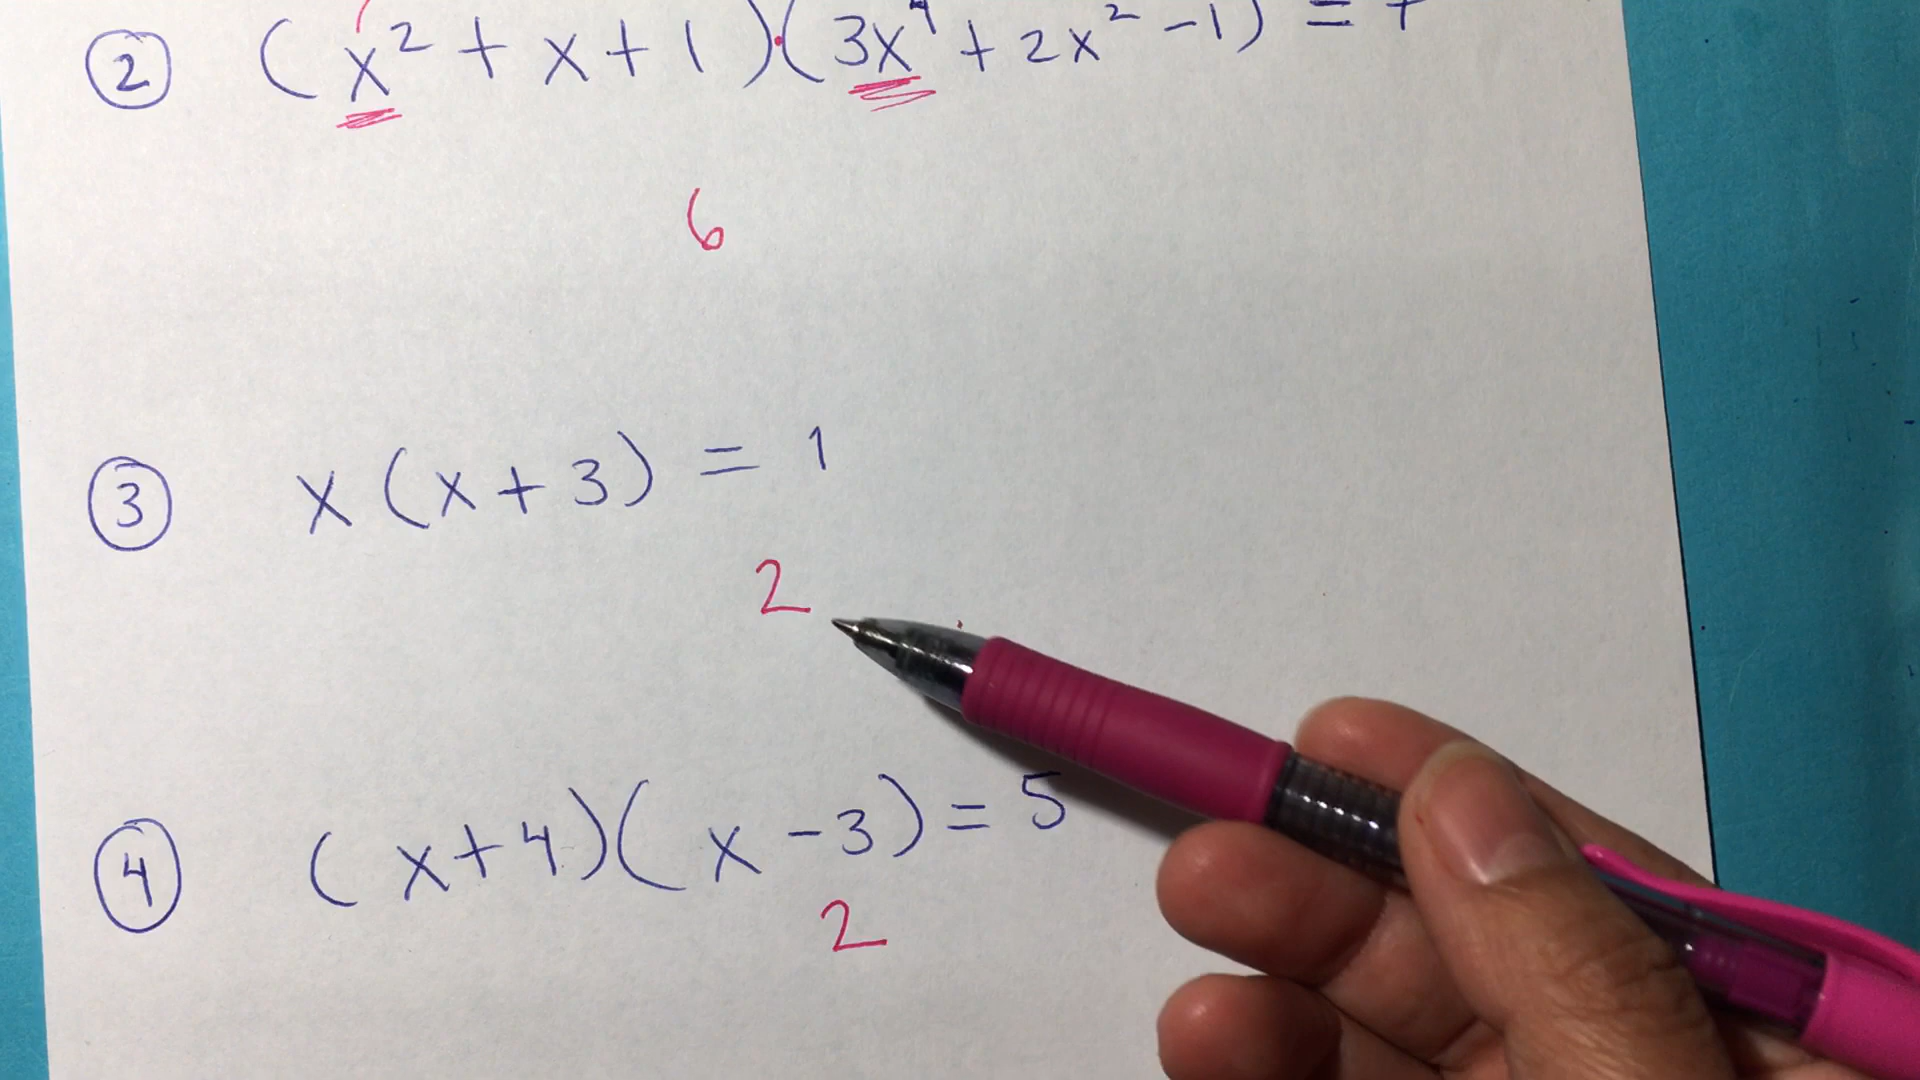 ② (x² + x + 1)·(3x⁴ + 2x² - 1) =
6
③ x(x + 3) = 1
2
④ (x + 4)(x - 3) = 5
2